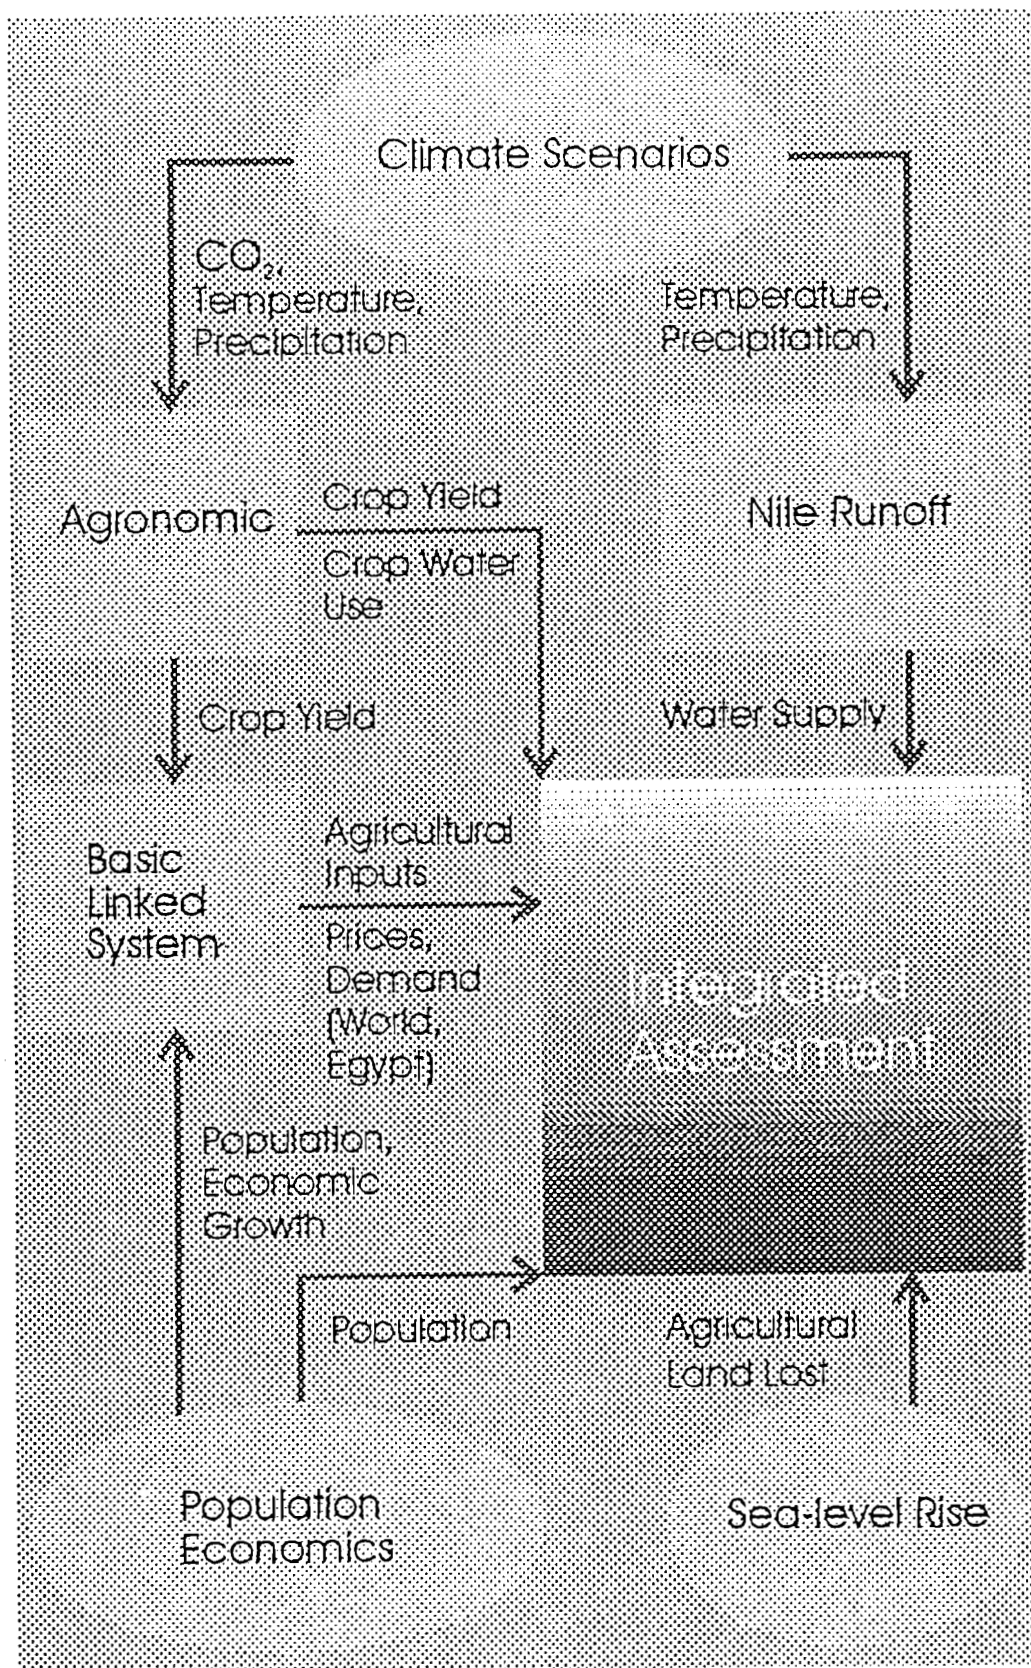 Climate Scenarios
CO₂,
Temperature,
Precipitation
Temperature,
Precipitation
Agronomic
Crop Yield
Crop Water
Use
Nile Runoff
Crop Yield
Water Supply
Basic
Linked
System
Agricultural
Inputs
Prices,
Demand
(World,
Egypt)
Integrated
Assessment
Population,
Economic
Growth
Population
Agricultural
Land Lost
Population
Economics
Sea-level Rise